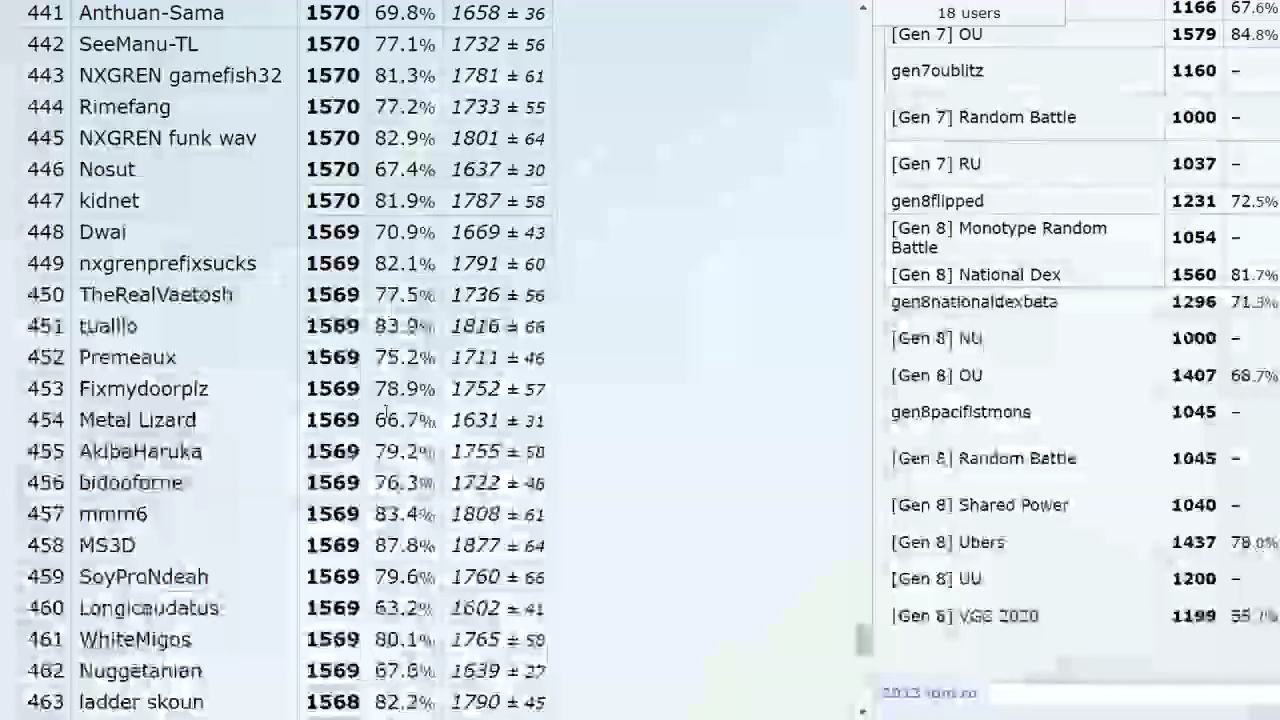 441 Anthuan-Sama 1570 69.8% 1658 ± 36
442 SeeManu-TL 1570 77.1% 1732 ± 56
443 NXGREN gamefish32 1570 81.3% 1781 ± 61
444 Rimefang 1570 77.2% 1733 ± 55
445 NXGREN funk wav 1570 82.9% 1801 ± 64
446 Nosut 1570 67.4% 1637 ± 30
447 kidnet 1570 81.9% 1787 ± 58
448 Dwai 1569 70.9% 1669 ± 43
449 nxgrenprefixsucks 1569 82.1% 1791 ± 60
450 TheRealVaetosh 1569 77.5% 1736 ± 56
451 1569 83.9% 1816 ± 66
452 Premeaux 1569 75.2% 1711 ± 46
453 Fixmydoorplz 1569 78.9% 1752 ± 57
454 Metal Lizard 1569 66.7% 1631 ± 31
455 AkibaHaruka 1569 79.2% 1755 ± 58
456 1569 76.3% 1722 ± 46
457 mmm6 1569 83.4% 1808 ± 61
458 MS3D 1569 87.8% 1877 ± 64
459 SoyProNdeah 1569 79.6% 1760 ± 66
460 Longicaudatus 1569 63.2% 1602 ± 41
461 WhiteMigos 1569 80.1% 1765 ± 58
462 Nuggetanian 1569 67.8% 1639 ± 27
463 ladder skoun 1568 82.2% 1790 ± 45
18 users
1166 67.6%
[Gen 7] OU 1579 84.8%
gen7oublitz 1160 –
[Gen 7] Random Battle 1000 –
[Gen 7] RU 1037 –
gen8flipped 1231 72.5%
[Gen 8] Monotype Random
Battle 1054 –
[Gen 8] National Dex 1560 81.7%
gen8nationaldexbeta 1296 71.3%
[Gen 8] NU 1000 –
[Gen 8] OU 1407 68.7%
gen8pacifistmons 1045 –
[Gen 8] Random Battle 1045 –
[Gen 8] Shared Power 1040 –
[Gen 8] Ubers 1437 78.0%
[Gen 8] UU 1200 –
VGC 2020 1199